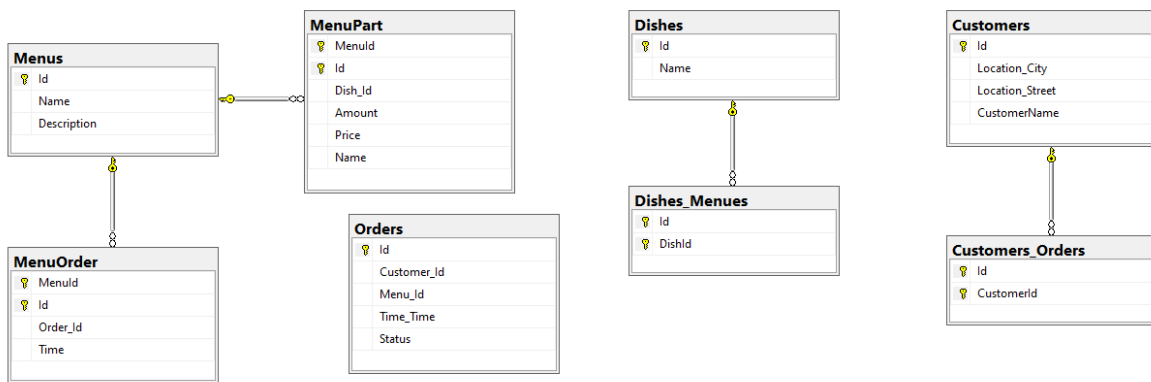 Menus
Id
Name
Description
MenuPart
MenuId
Id
Dish_Id
Amount
Price
Name
Dishes
Id
Name
Customers
Id
Location_City
Location_Street
CustomerName
MenuOrder
MenuId
Id
Order_Id
Time
Orders
Id
Customer_Id
Menu_Id
Time_Time
Status
Dishes_Menues
Id
DishId
Customers_Orders
Id
CustomerId